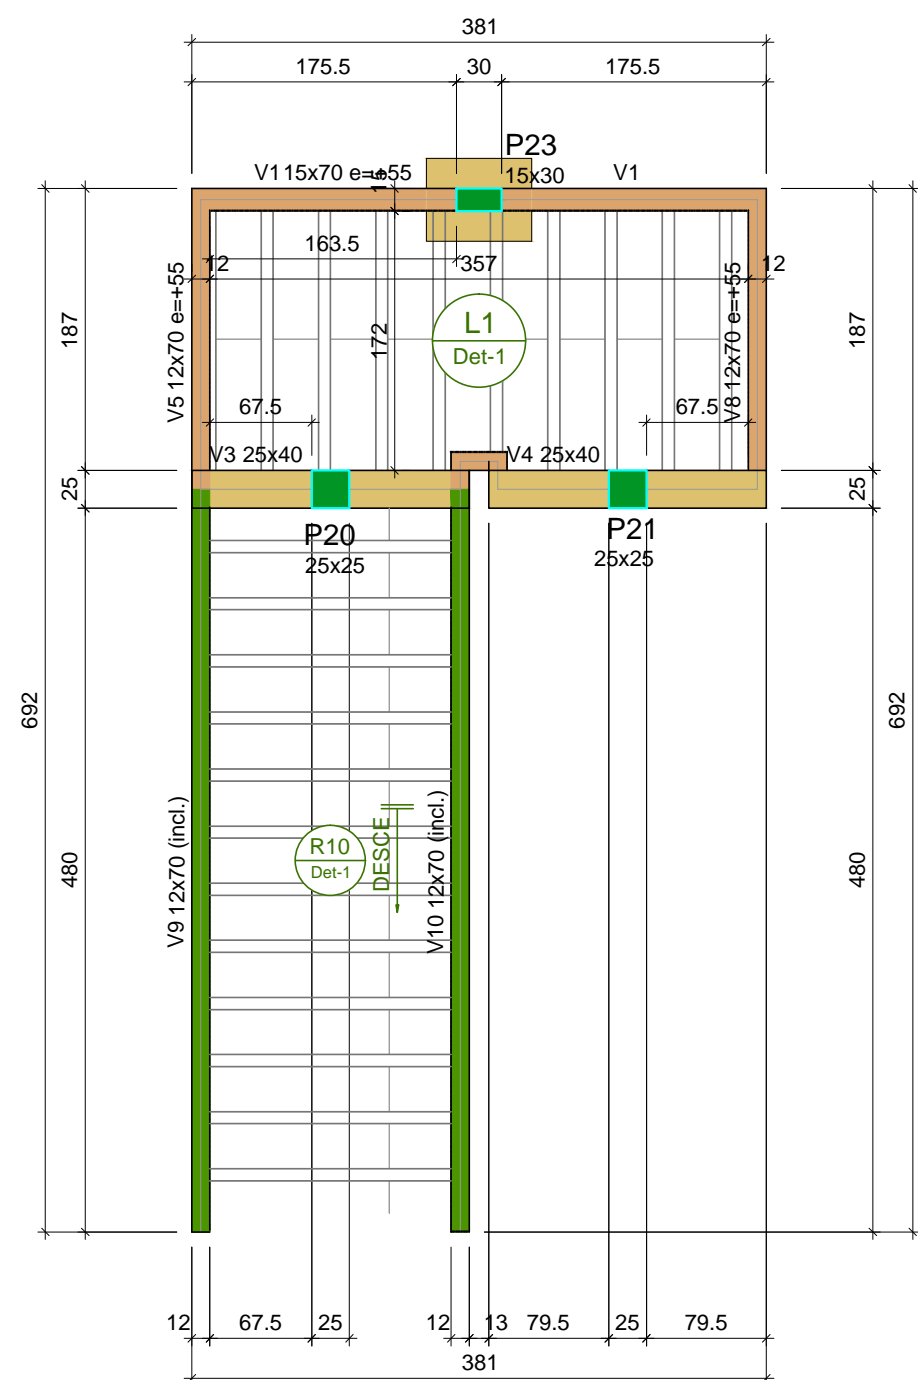 381
175.5
30
175.5
P23
V1 15x70 e=+55
15x30
V1
15
163.5
12
357
12
V5 12x70 e=+55
V8 12x70 e=+55
187
187
172
L1
Det-1
67.5
67.5
V3 25x40
V4 25x40
25
25
P20
25x25
P21
25x25
692
692
480
480
V9 12x70 (incl.)
R10
Det-1
DESCE
V10 12x70 (incl.)
12
67.5
25
12
13
79.5
25
79.5
381